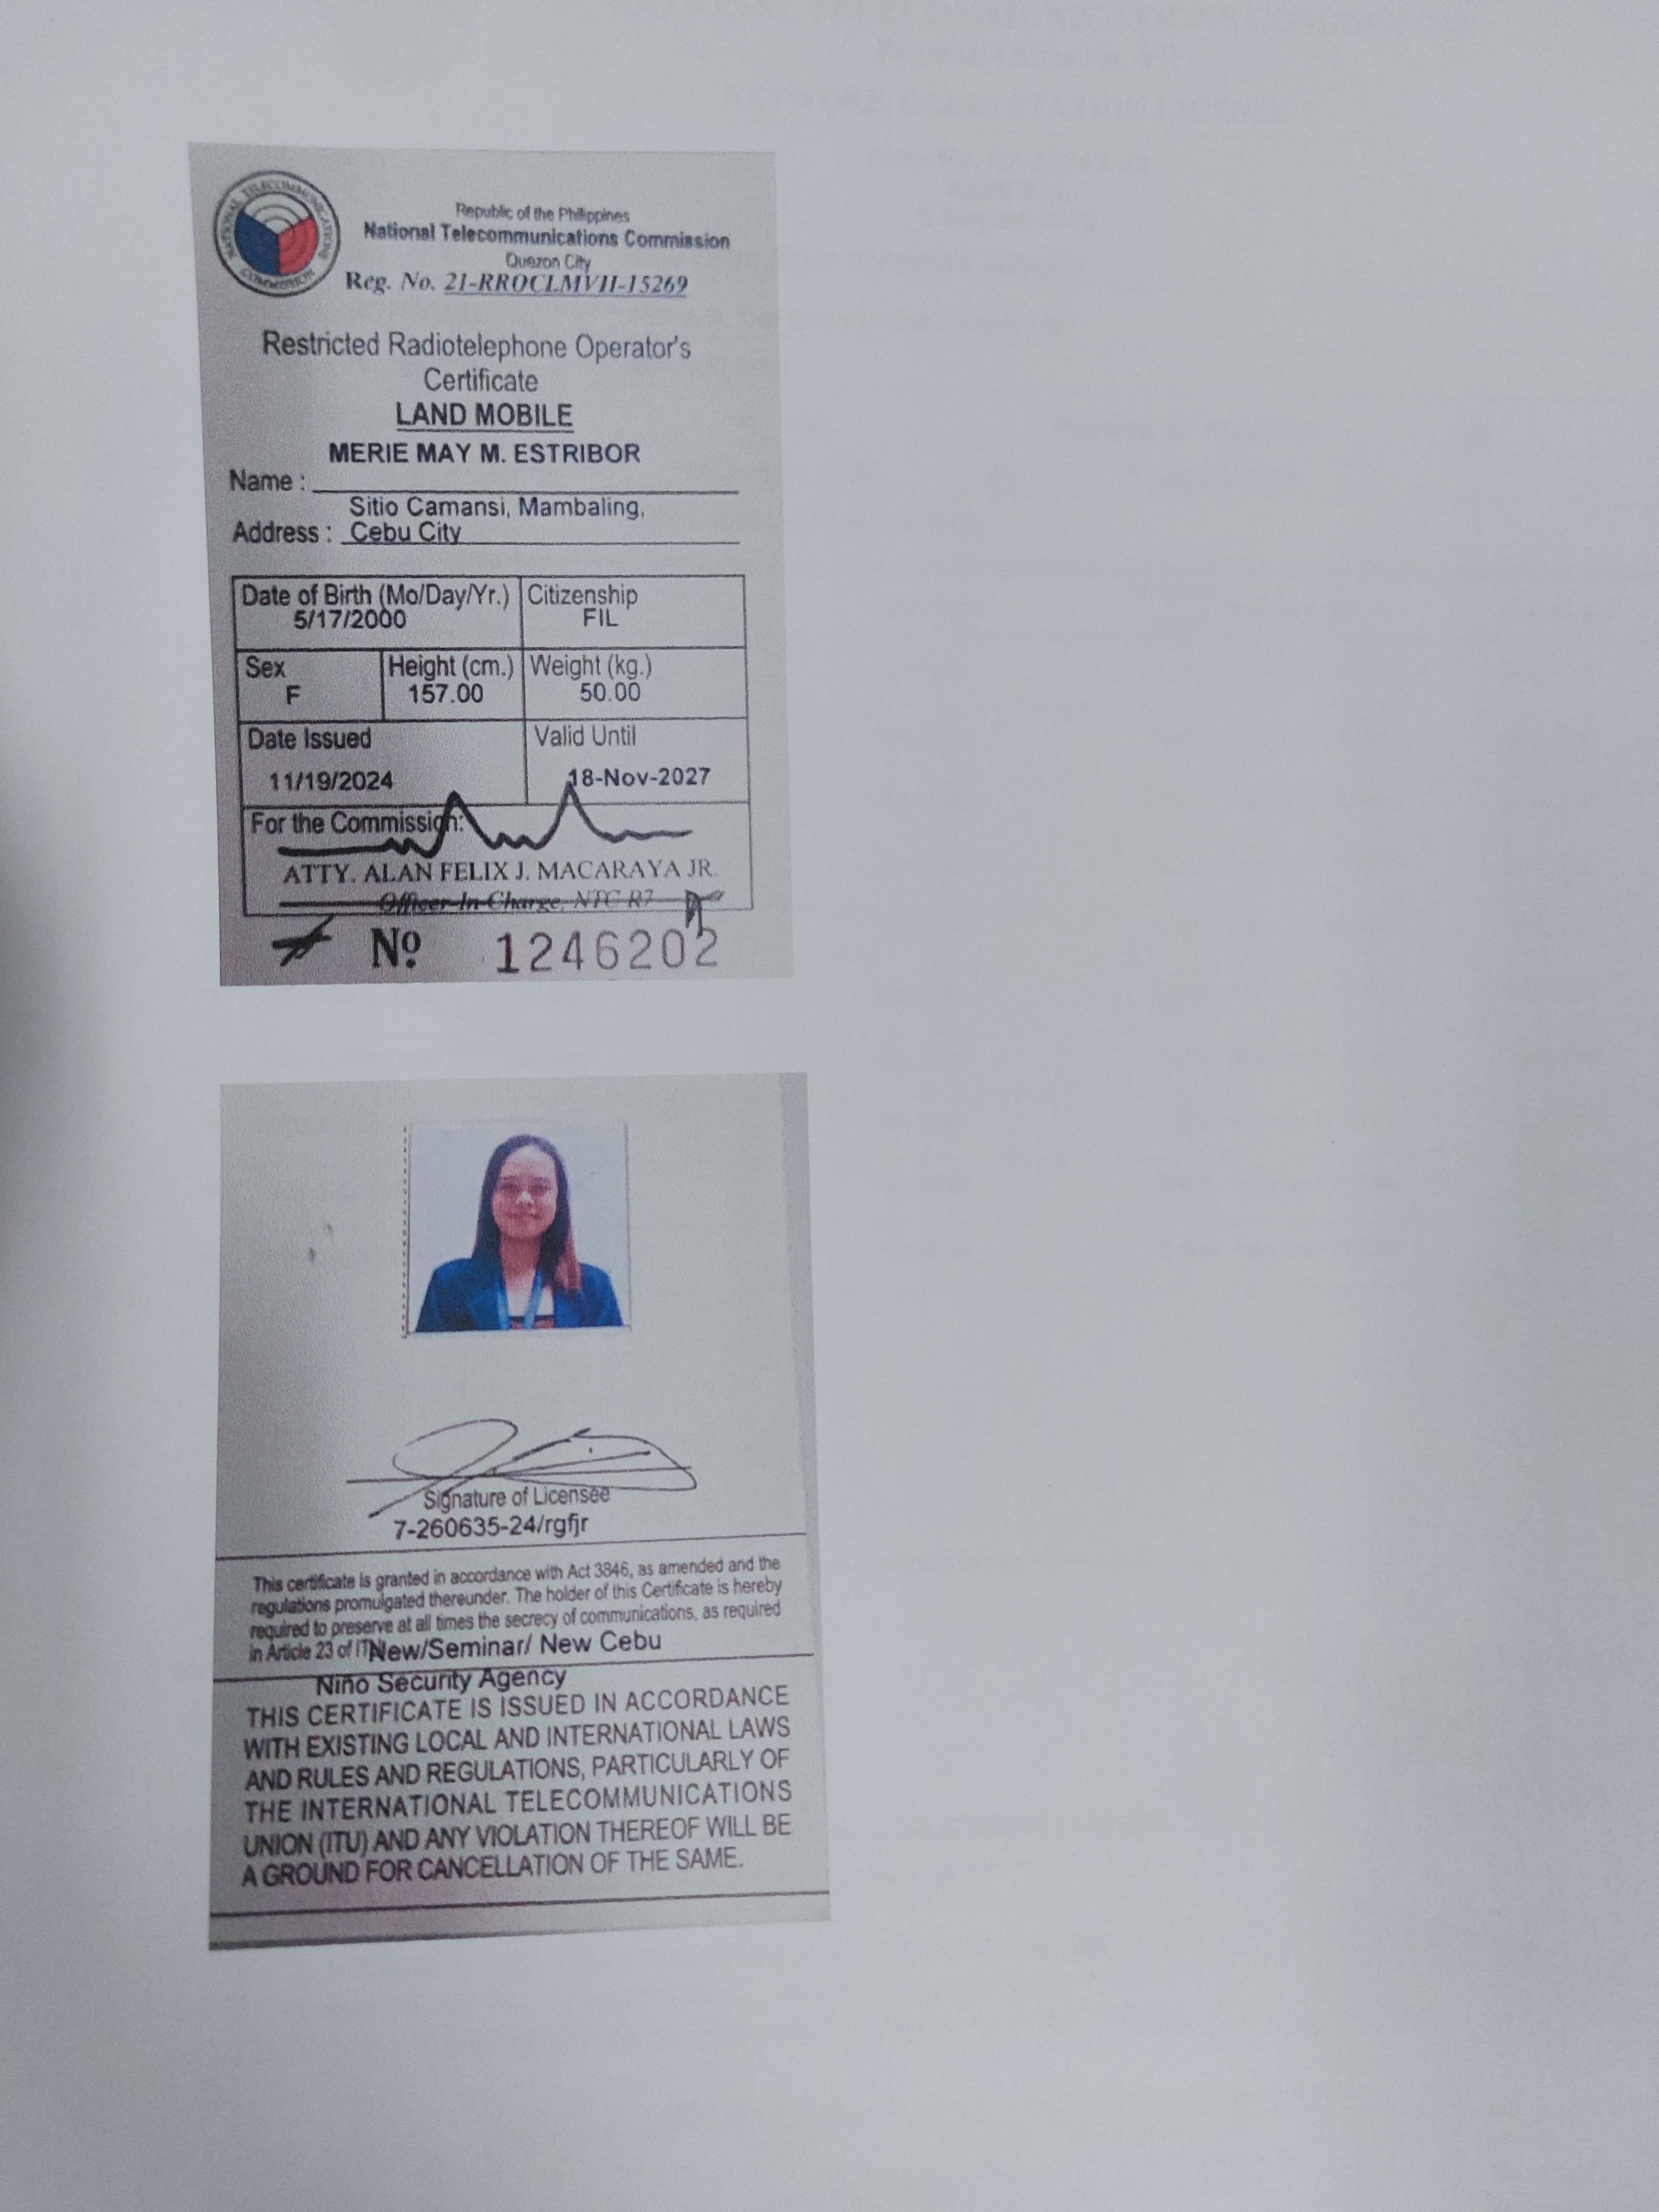 NATIONAL TELECOMMUNICATIONS COMMISSION
Republic of the Philippines
National Telecommunications Commission
Quezon City
Reg. No. 21-RROCLMVII-15269
Restricted Radiotelephone Operator's
Certificate
LAND MOBILE
MERIE MAY M. ESTRIBOR
Name :
Sitio Camansi, Mambaling,
Address : Cebu City
Date of Birth (Mo/Day/Yr.) Citizenship
5/17/2000 FIL
Sex Height (cm.) Weight (kg.)
F 157.00 50.00
Date Issued Valid Until
11/19/2024 18-Nov-2027
For the Commission:
ATTY. ALAN FELIX J. MACARAYA JR.
Officer-In-Charge, NTC R7
Nº 1246202
Signature of Licensee
7-260635-24/rgfjr
This certificate is granted in accordance with Act 3846, as amended and the
regulations promulgated thereunder. The holder of this Certificate is hereby
required to preserve at all times the secrecy of communications, as required
in Article 23 of New/Seminar/ New Cebu
Niño Security Agency
THIS CERTIFICATE IS ISSUED IN ACCORDANCE
WITH EXISTING LOCAL AND INTERNATIONAL LAWS
AND RULES AND REGULATIONS, PARTICULARLY OF
THE INTERNATIONAL TELECOMMUNICATIONS
UNION (ITU) AND ANY VIOLATION THEREOF WILL BE
A GROUND FOR CANCELLATION OF THE SAME.